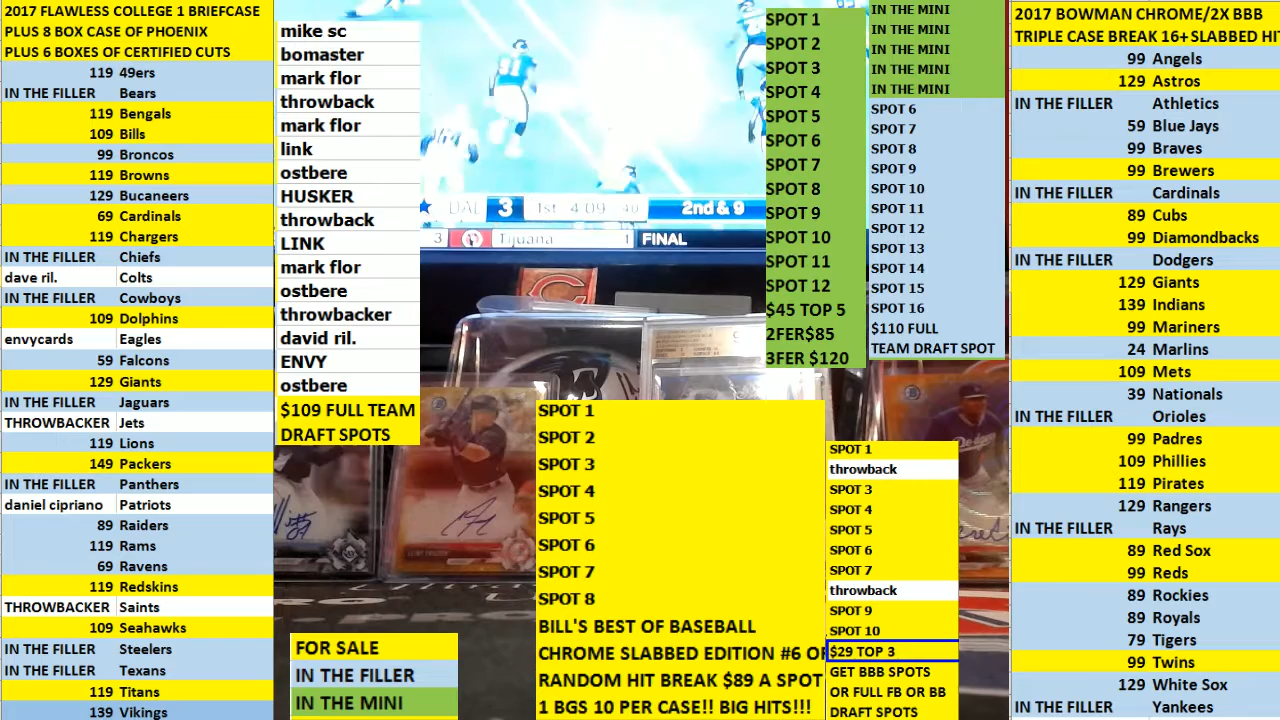 2017 FLAWLESS COLLEGE 1 BRIEFCASE
PLUS 8 BOX CASE OF PHOENIX
PLUS 6 BOXES OF CERTIFIED CUTS
119 49ers
IN THE FILLER Bears
119 Bengals
109 Bills
99 Broncos
119 Browns
129 Bucaneers
69 Cardinals
119 Chargers
IN THE FILLER Chiefs
dave ril. Colts
IN THE FILLER Cowboys
109 Dolphins
envycards Eagles
59 Falcons
129 Giants
IN THE FILLER Jaguars
THROWBACKER Jets
119 Lions
149 Packers
IN THE FILLER Panthers
daniel cipriano Patriots
89 Raiders
119 Rams
69 Ravens
119 Redskins
THROWBACKER Saints
109 Seahawks
IN THE FILLER Steelers
IN THE FILLER Texans
119 Titans
139 Vikings
mike sc
bomaster
mark flor
throwback
mark flor
link
ostbere
HUSKER
throwback
LINK
mark flor
ostbere
throwbacker
david ril.
ENVY
ostbere
$109 FULL TEAM
DRAFT SPOTS
FOR SALE
IN THE FILLER
IN THE MINI
DAL 3 1st 4:09 40 2nd & 9
3 Tijuana 1 FINAL
SPOT 1
SPOT 2
SPOT 3
SPOT 4
SPOT 5
SPOT 6
SPOT 7
SPOT 8
BILL'S BEST OF BASEBALL
CHROME SLABBED EDITION #6 OF
RANDOM HIT BREAK $89 A SPOT
1 BGS 10 PER CASE!! BIG HITS!!!
SPOT 1
SPOT 2
SPOT 3
SPOT 4
SPOT 5
SPOT 6
SPOT 7
SPOT 8
SPOT 9
SPOT 10
SPOT 11
SPOT 12
$45 TOP 5
2FER$85
3FER $120
IN THE MINI
IN THE MINI
IN THE MINI
IN THE MINI
IN THE MINI
SPOT 6
SPOT 7
SPOT 8
SPOT 9
SPOT 10
SPOT 11
SPOT 12
SPOT 13
SPOT 14
SPOT 15
SPOT 16
$110 FULL
TEAM DRAFT SPOT
SPOT 1
throwback
SPOT 3
SPOT 4
SPOT 5
SPOT 6
SPOT 7
throwback
SPOT 9
SPOT 10
$29 TOP 3
GET BBB SPOTS
OR FULL FB OR BB
DRAFT SPOTS
2017 BOWMAN CHROME/2X BBB
TRIPLE CASE BREAK 16+ SLABBED HI
99 Angels
129 Astros
IN THE FILLER Athletics
59 Blue Jays
99 Braves
99 Brewers
IN THE FILLER Cardinals
89 Cubs
99 Diamondbacks
IN THE FILLER Dodgers
129 Giants
139 Indians
99 Mariners
24 Marlins
109 Mets
39 Nationals
IN THE FILLER Orioles
99 Padres
109 Phillies
119 Pirates
129 Rangers
IN THE FILLER Rays
89 Red Sox
99 Reds
89 Rockies
89 Royals
79 Tigers
99 Twins
129 White Sox
IN THE FILLER Yankees